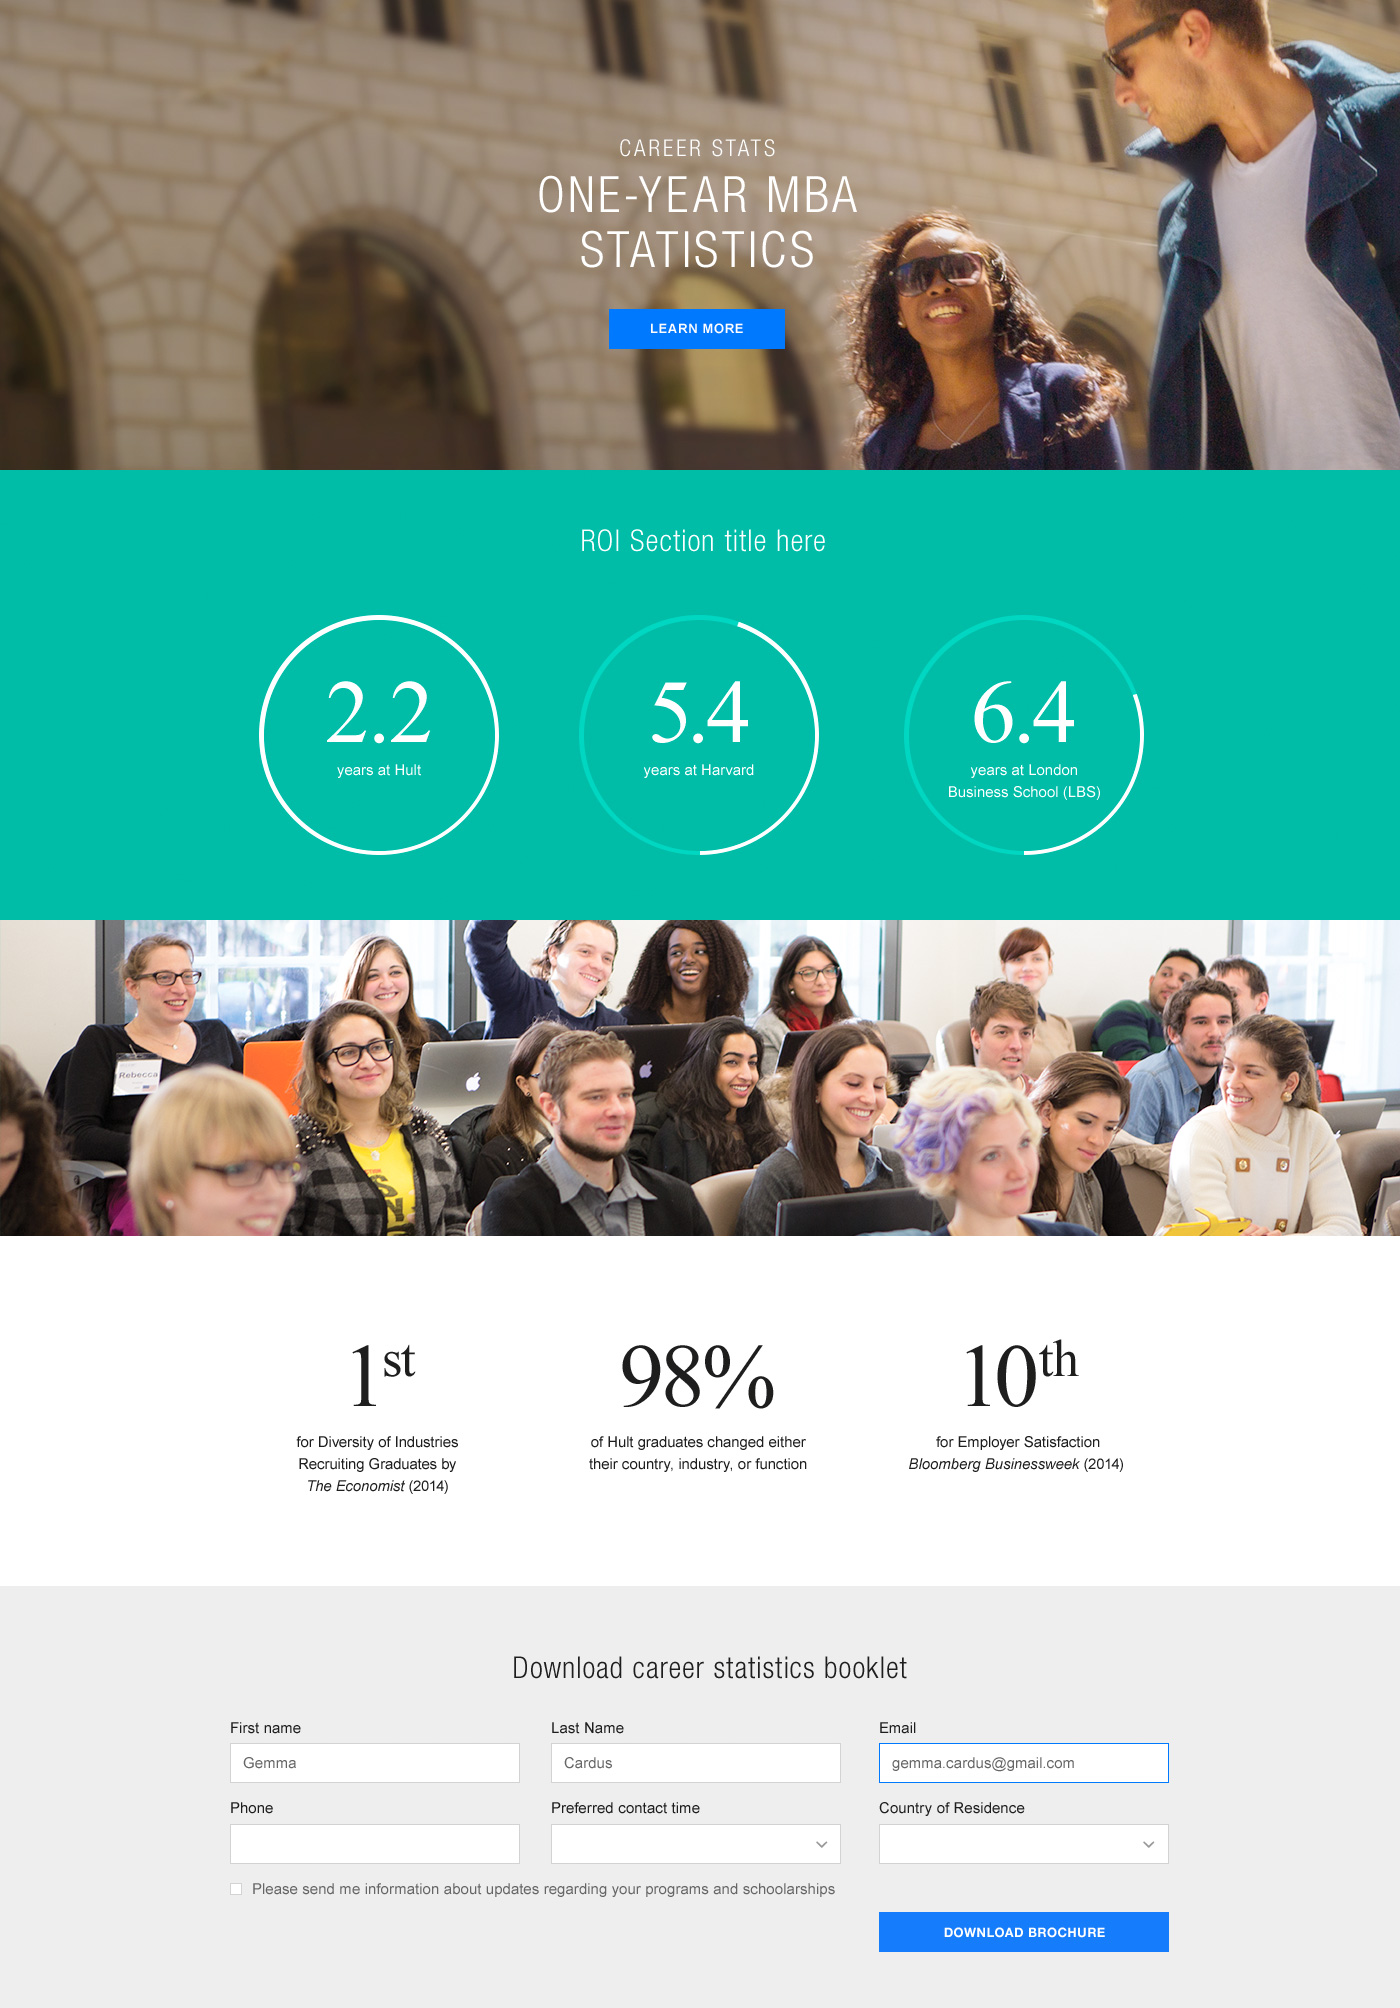 CAREER STATS
ONE-YEAR MBA
STATISTICS
LEARN MORE
ROI Section title here
2.2
years at Hult
5.4
years at Harvard
6.4
years at London
Business School (LBS)
Rebecca
1st
for Diversity of Industries
Recruiting Graduates by
The Economist (2014)
98%
of Hult graduates changed either
their country, industry, or function
10th
for Employer Satisfaction
Bloomberg Businessweek (2014)
Download career statistics booklet
First name
Last Name
Email
Gemma
Cardus
gemma.cardus@gmail.com
Phone
Preferred contact time
Country of Residence
Please send me information about updates regarding your programs and schoolarships
DOWNLOAD BROCHURE